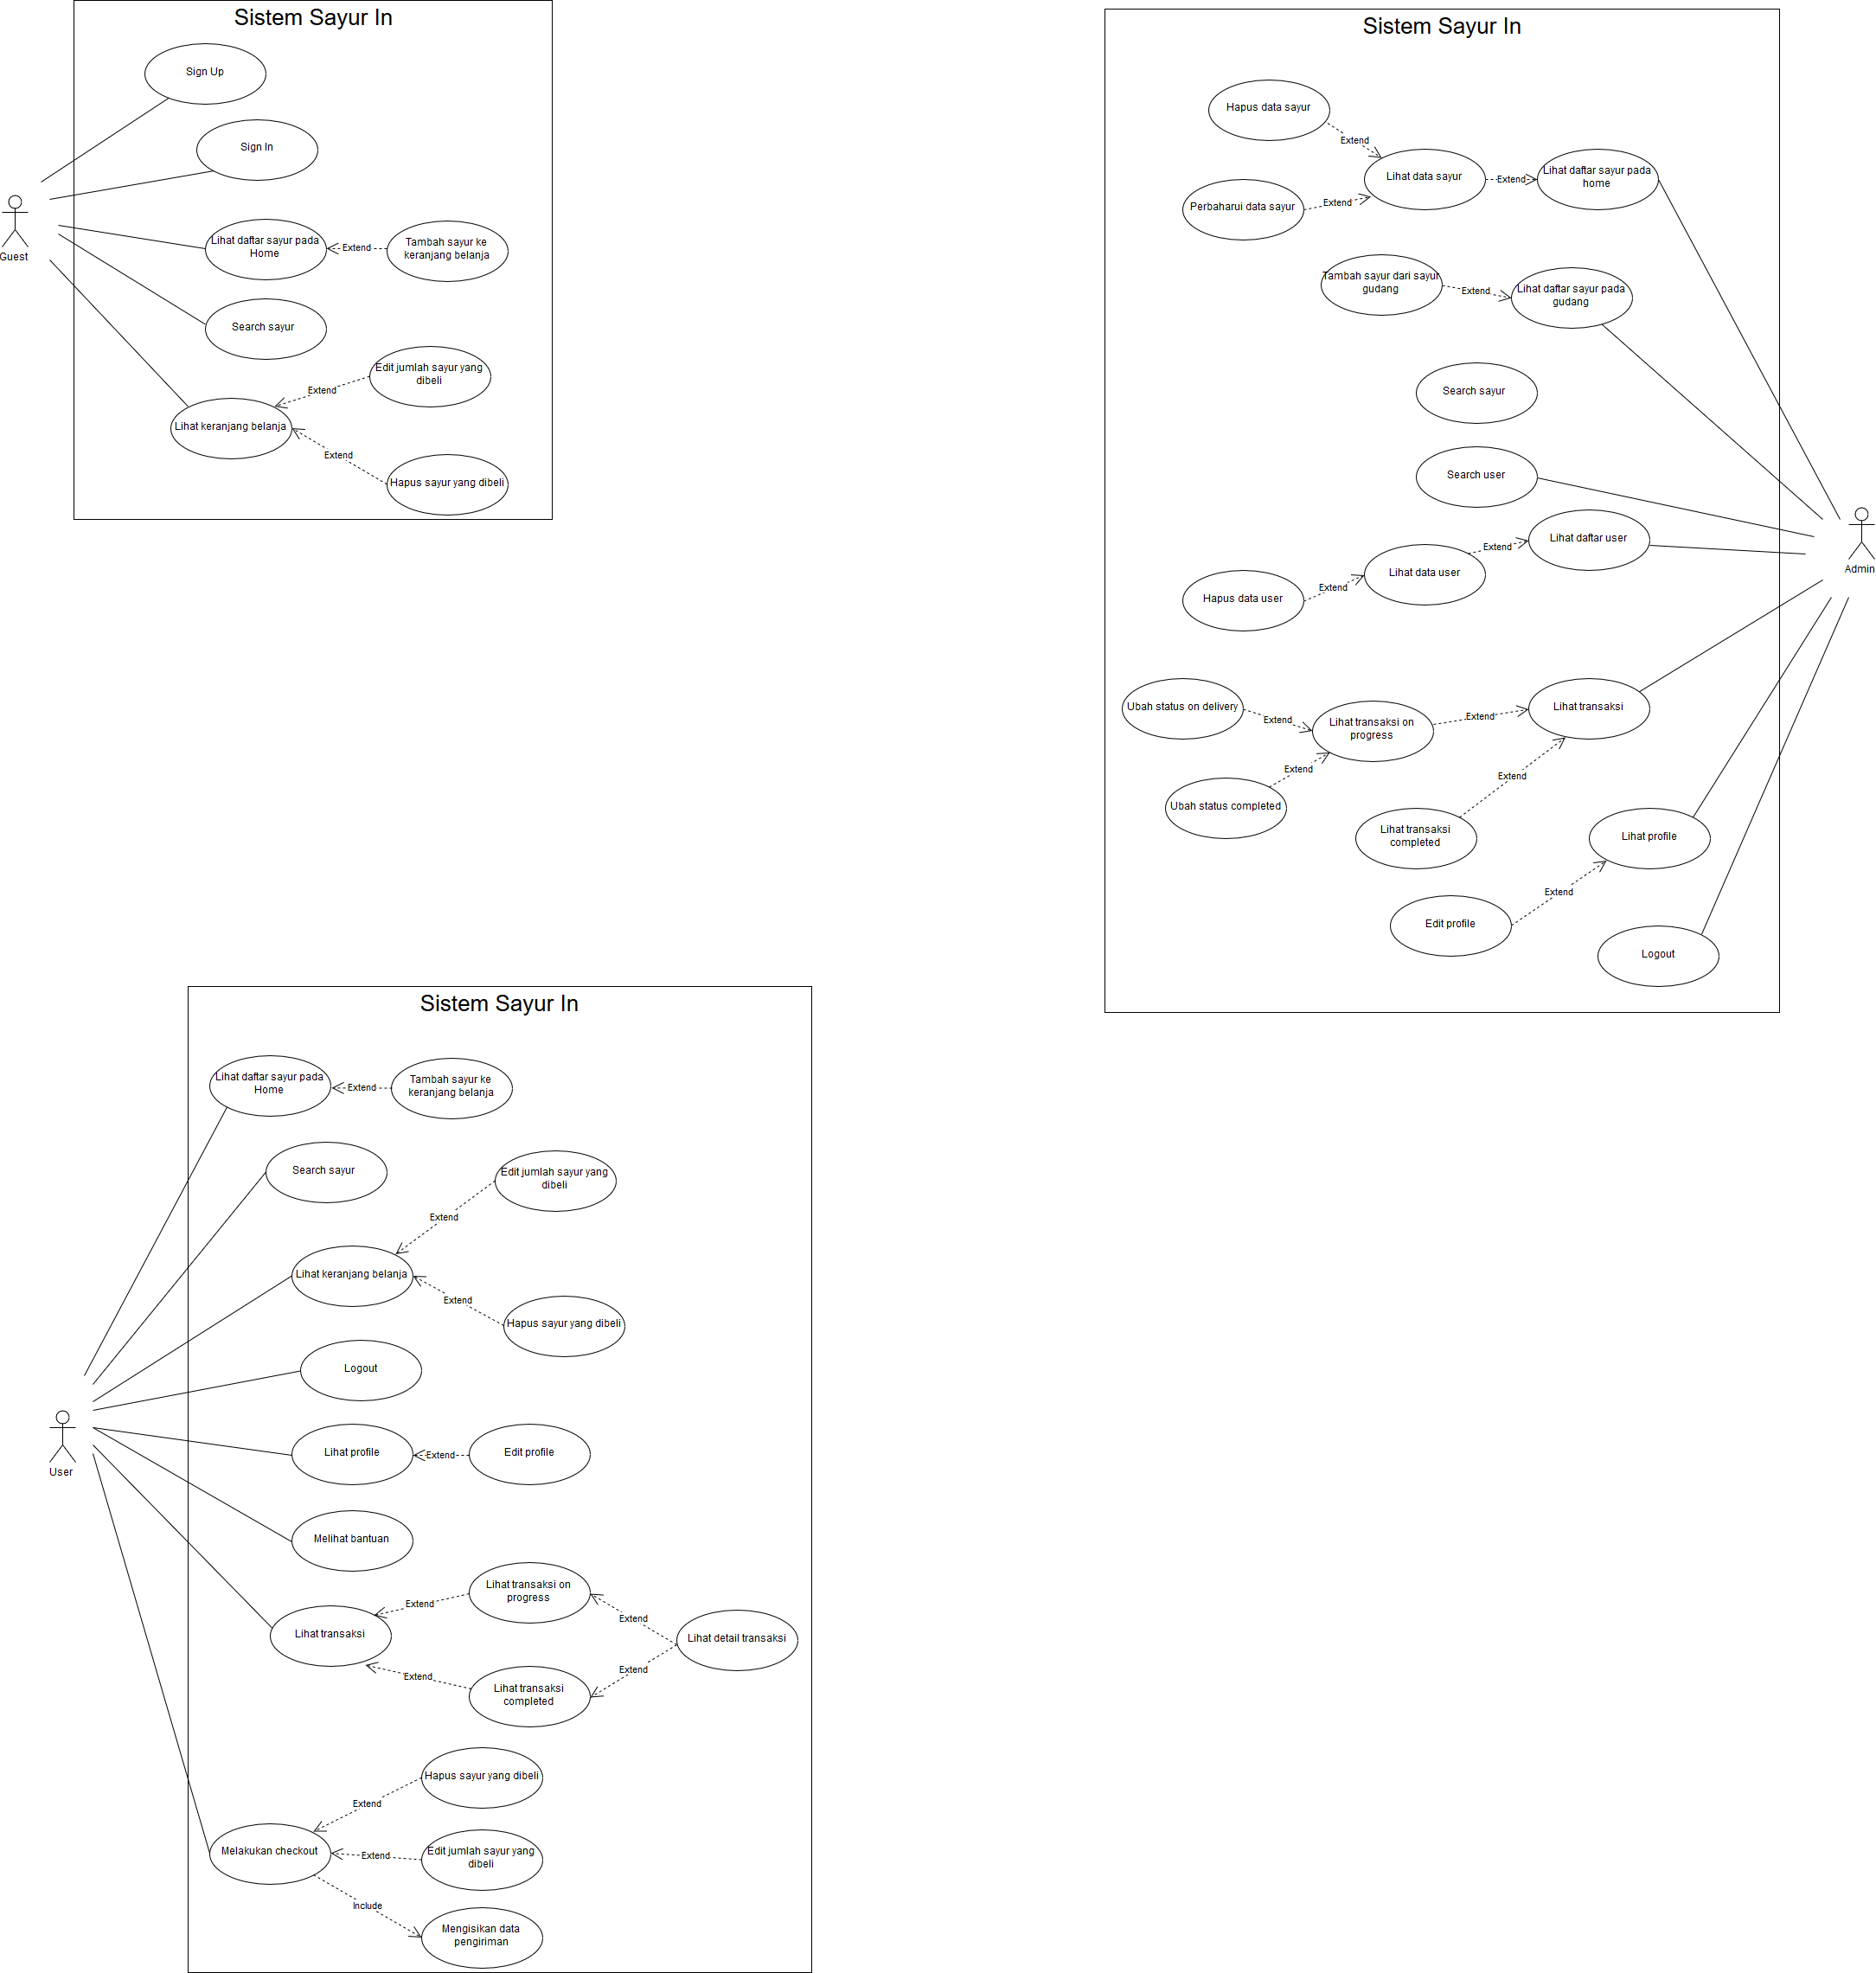 Sistem Sayur In
Sign Up
Sign In
Guest
Lihat daftar sayur pada
Home
Extend
Tambah sayur ke
keranjang belanja
Search sayur
Edit jumlah sayur yang
dibeli
Extend
Lihat keranjang belanja
Extend
Hapus sayur yang dibeli
Sistem Sayur In
Hapus data sayur
Extend
Lihat data sayur
Extend
Lihat daftar sayur pada
home
Perbaharui data sayur
Extend
Tambah sayur dari sayur
gudang
Extend
Lihat daftar sayur pada
gudang
Search sayur
Search user
Lihat daftar user
Extend
Lihat data user
Extend
Hapus data user
Admin
Ubah status on delivery
Extend
Lihat transaksi on
progress
Extend
Lihat transaksi
Extend
Ubah status completed
Extend
Lihat transaksi
completed
Lihat profile
Extend
Edit profile
Logout
Sistem Sayur In
Lihat daftar sayur pada
Home
Extend
Tambah sayur ke
keranjang belanja
Search sayur
Edit jumlah sayur yang
dibeli
Extend
Lihat keranjang belanja
Extend
Hapus sayur yang dibeli
Logout
User
Lihat profile
Extend
Edit profile
Melihat bantuan
Lihat transaksi on
progress
Extend
Extend
Lihat transaksi
Lihat detail transaksi
Extend
Extend
Lihat transaksi
completed
Hapus sayur yang dibeli
Extend
Melakukan checkout
Extend
Edit jumlah sayur yang
dibeli
Include
Mengisikan data
pengiriman